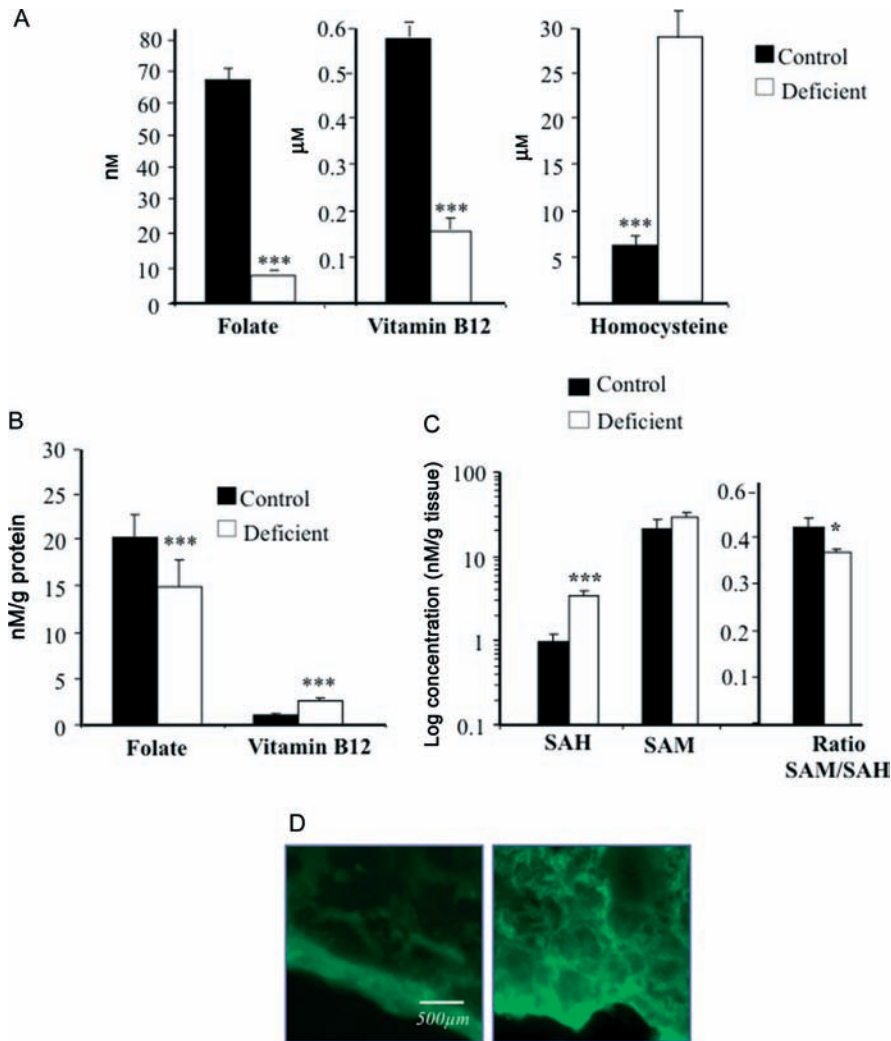 A
80
70
60
50
40
30
20
10
0
nM
***
Folate
0.6
0.5
0.4
0.3
0.2
0.1
µM
***
Vitamin B12
30
25
20
15
10
5
µM
***
Homocysteine
Control
Deficient
B
30
25
20
15
10
5
0
nM/g protein
***
***
Folate
Vitamin B12
Control
Deficient
Control
Deficient
C
100
10
1
0.1
Log concentration (nM/g tissue)
***
SAH
SAM
0.6
0.4
0.3
0.2
0.1
*
Ratio
SAM/SAH
D
500µm